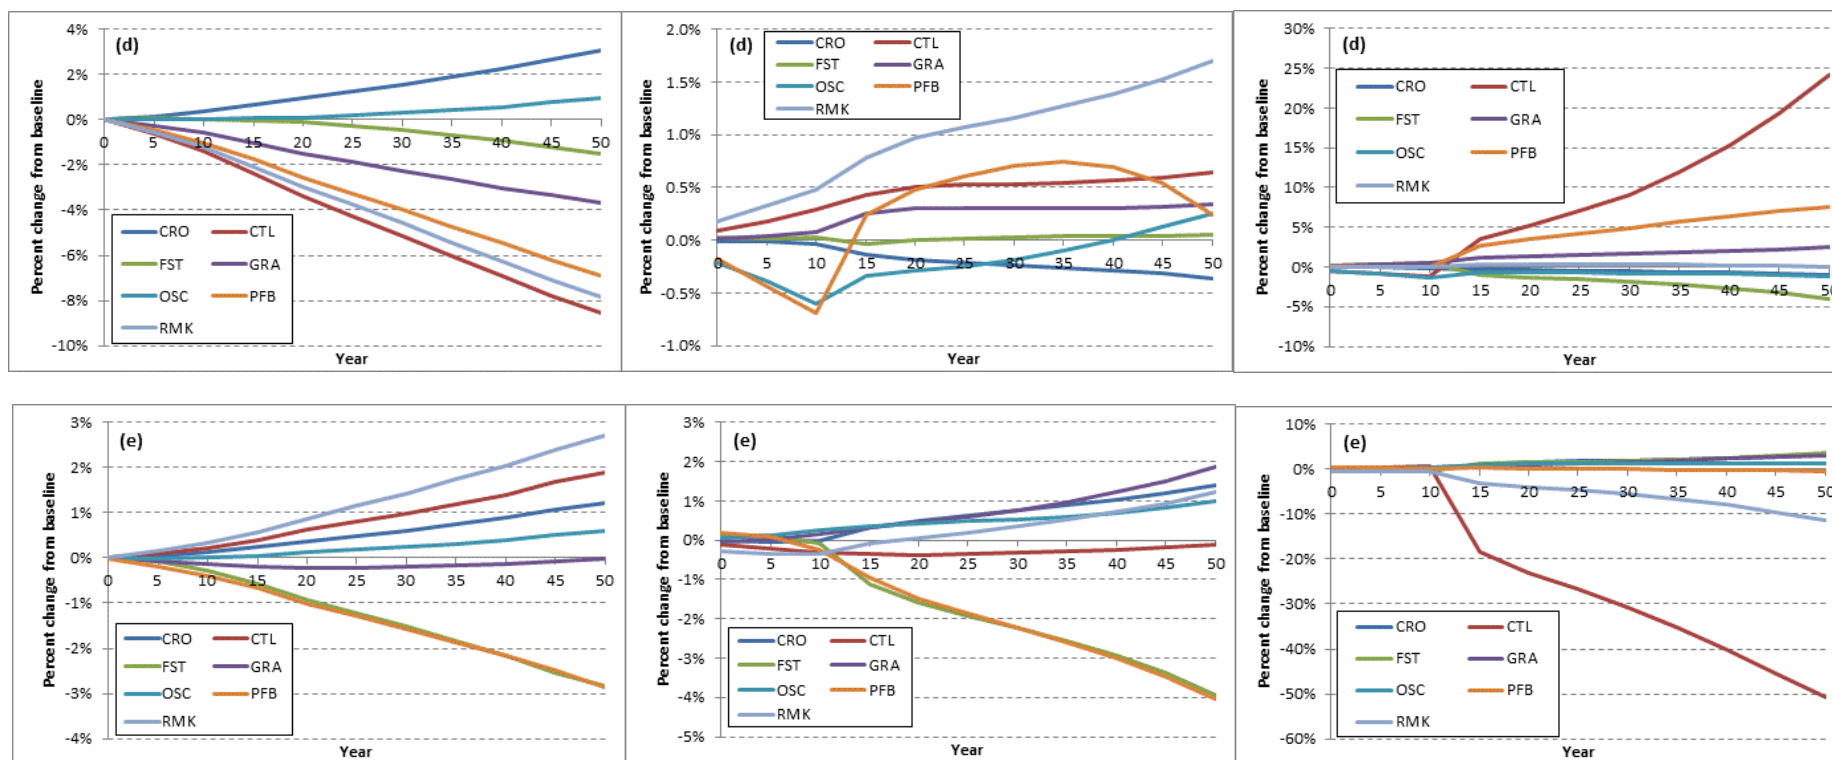 4%
2%
0%
-2%
-4%
-6%
-8%
-10%
0 5 10 15 20 25 30 35 40 45 50
(d)
CRO CTL
FST GRA
OSC PFB
RMK
Percent change from baseline
Year
2.0%
1.5%
1.0%
0.5%
0.0%
-0.5%
-1.0%
0 5 10 15 20 25 30 35 40 45 50
(d)
CRO CTL
FST GRA
OSC PFB
RMK
Percent change from baseline
Year
30%
25%
20%
15%
10%
5%
0%
-5%
-10%
0 5 10 15 20 25 30 35 40 45 50
(d)
CRO CTL
FST GRA
OSC PFB
RMK
Percent change from baseline
Year
3%
2%
1%
0%
-1%
-2%
-3%
-4%
0 5 10 15 20 25 30 35 40 45 50
(e)
CRO CTL
FST GRA
OSC PFB
RMK
Percent change from baseline
Year
3%
2%
1%
0%
-1%
-2%
-3%
-4%
-5%
0 5 10 15 20 25 30 35 40 45 50
(e)
CRO CTL
FST GRA
OSC PFB
RMK
Percent change from baseline
Year
10%
0%
-10%
-20%
-30%
-40%
-50%
-60%
0 5 10 15 20 25 30 35 40 45 50
(e)
CRO CTL
FST GRA
OSC PFB
RMK
Percent change from baseline
Year